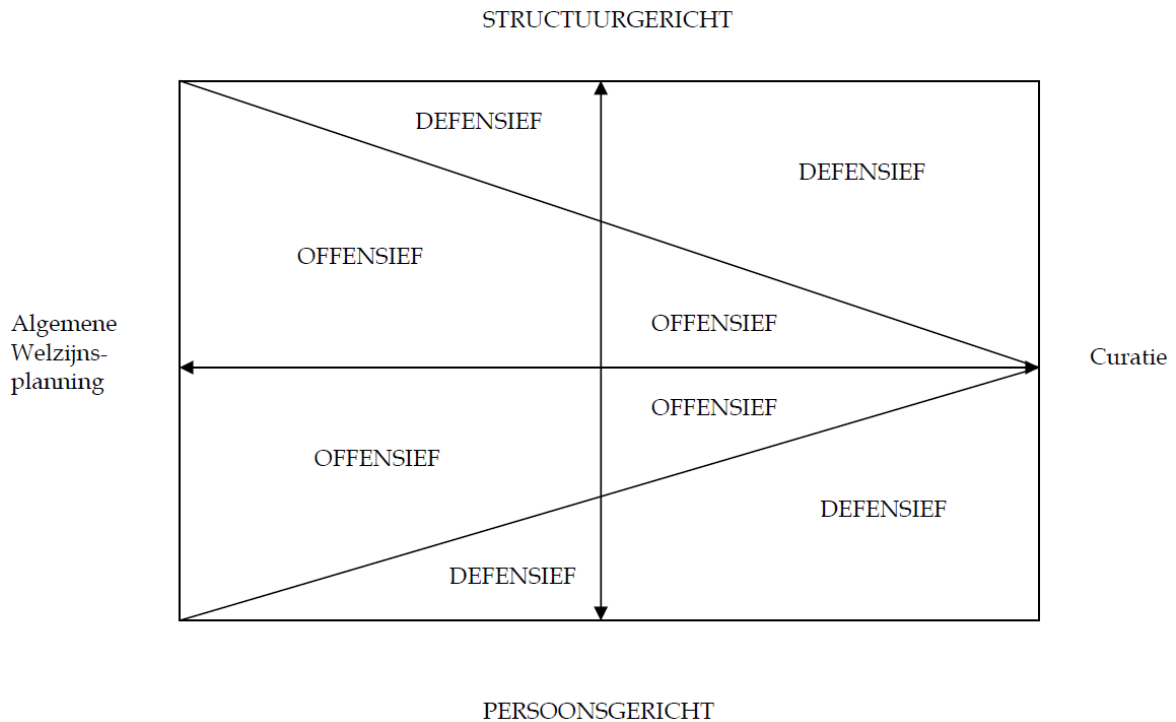 STRUCTUURGERICHT
DEFENSIEF
DEFENSIEF
OFFENSIEF
OFFENSIEF
Algemene
Welzijns-
planning
Curatie
OFFENSIEF
OFFENSIEF
DEFENSIEF
DEFENSIEF
PERSOONSGERICHT